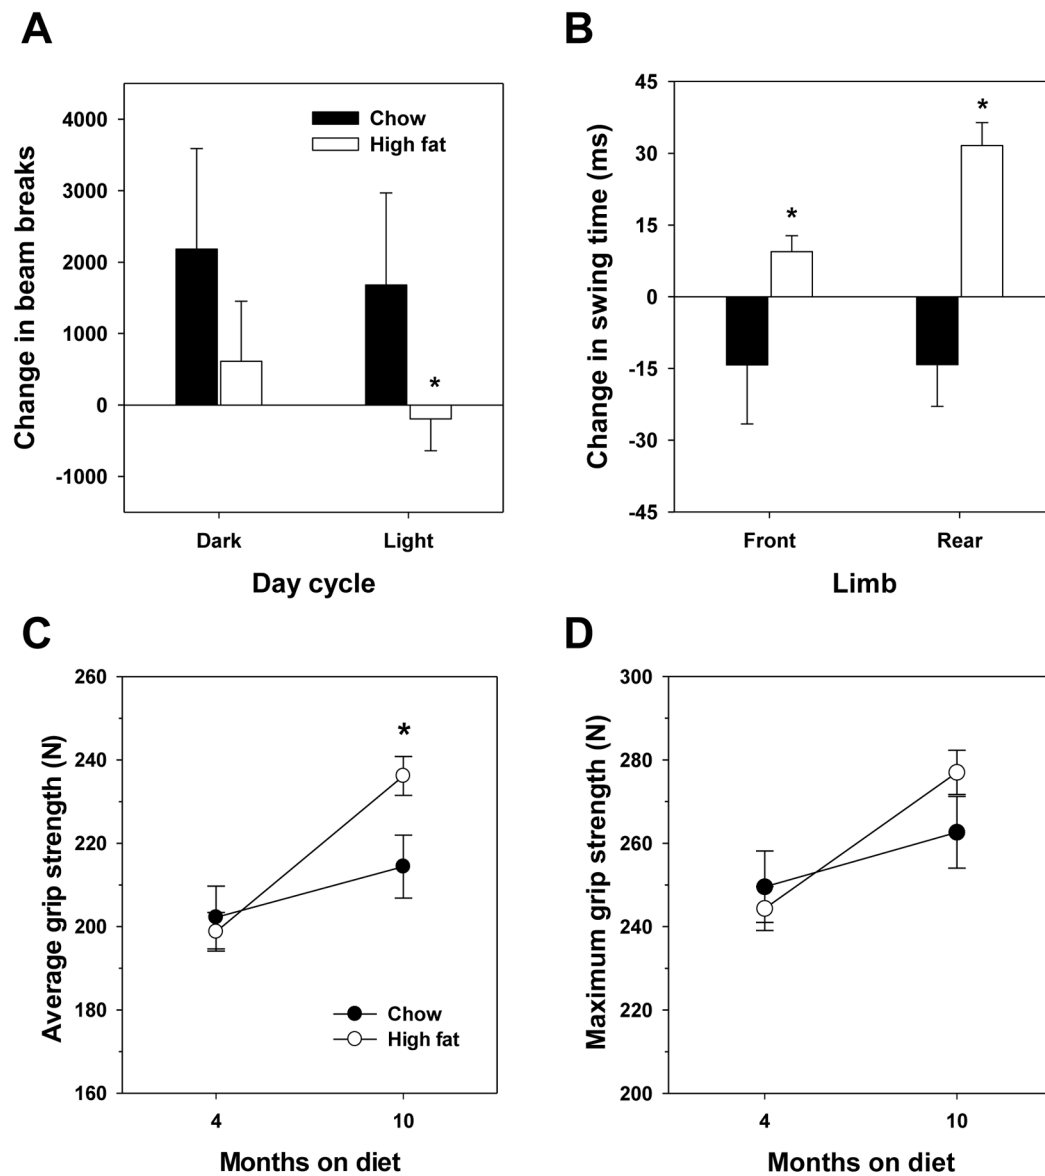 A
Change in beam breaks
4000
3000
2000
1000
0
-1000
Chow
High fat
*
Dark
Light
Day cycle
B
Change in swing time (ms)
45
30
15
0
-15
-30
-45
*
*
Front
Rear
Limb
C
Average grip strength (N)
260
240
220
200
180
160
*
Chow
High fat
4
10
Months on diet
D
Maximum grip strength (N)
300
280
260
240
220
200
4
10
Months on diet